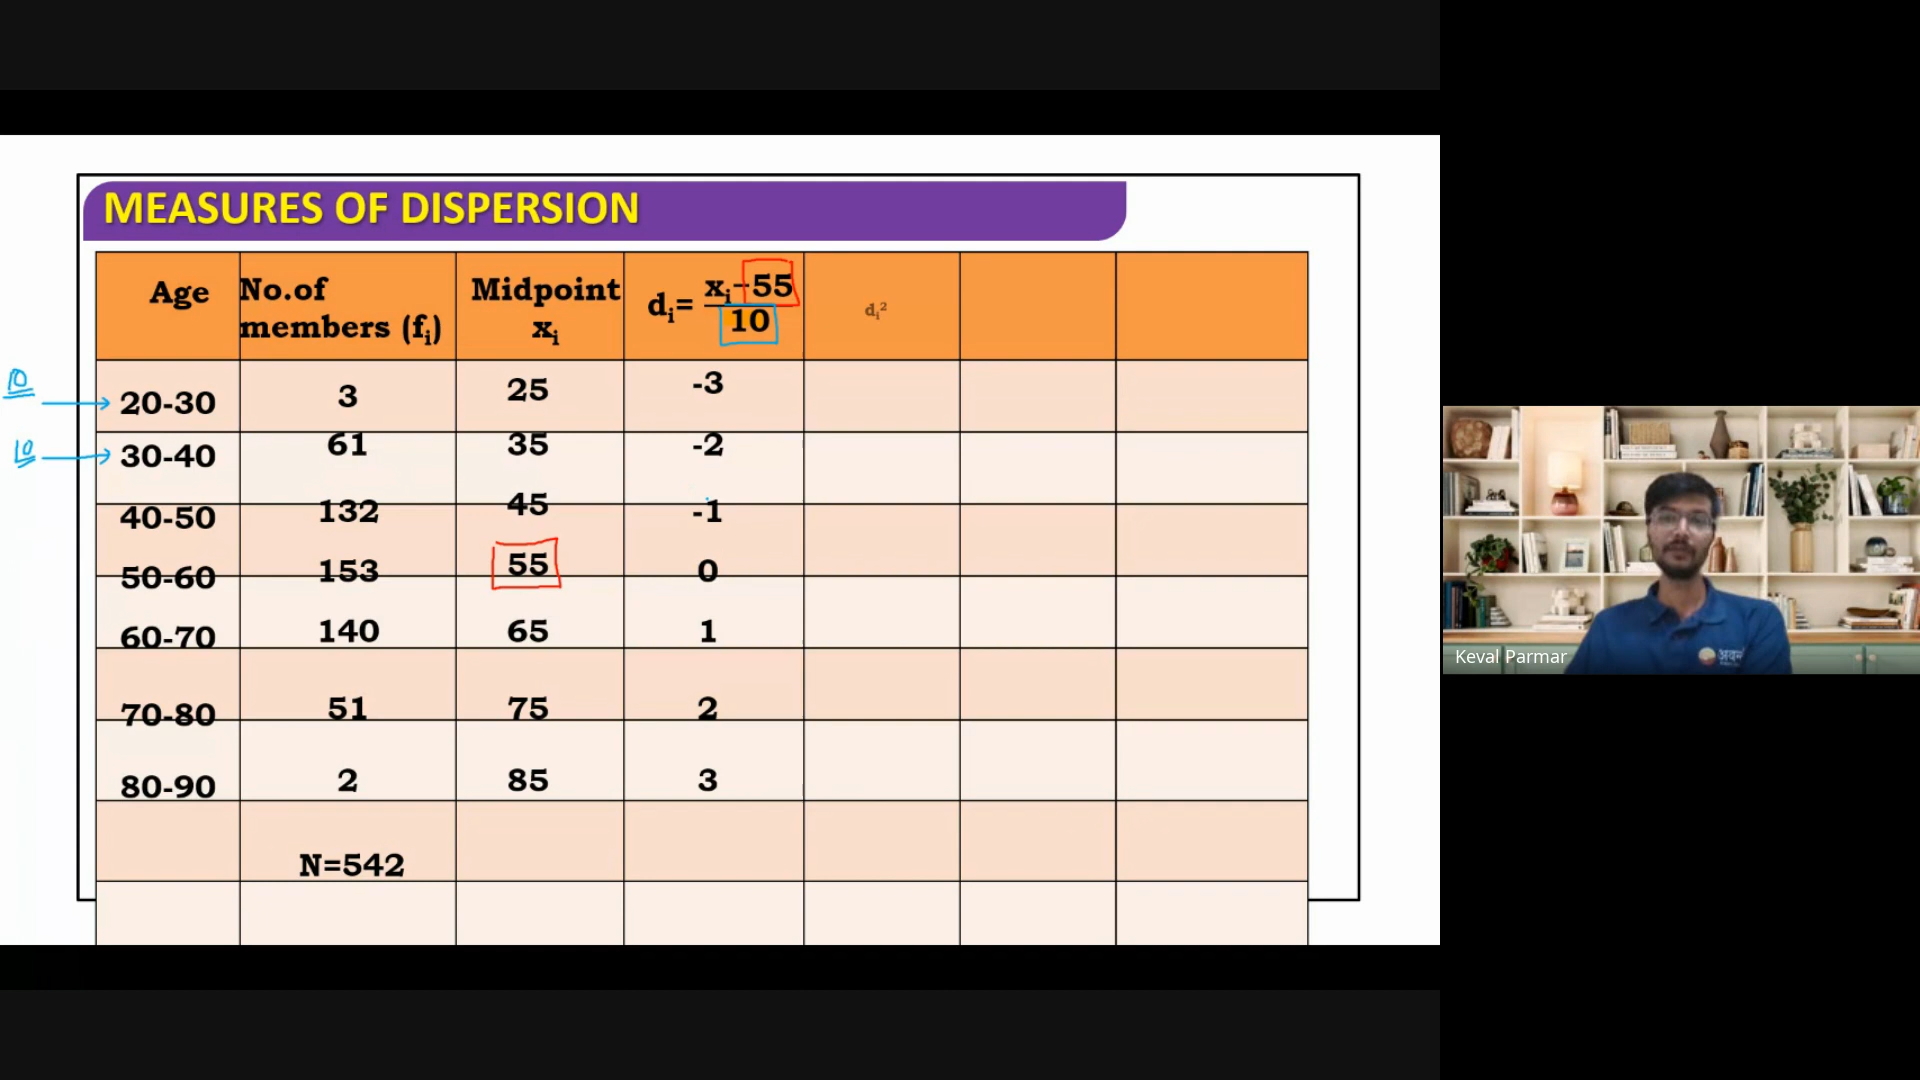 MEASURES OF DISPERSION
Age No.of members (fᵢ) Midpoint xᵢ dᵢ= xᵢ-55 / 10 dᵢ²
10
20-30 3 25 -3
10
30-40 61 35 -2
40-50 132 45 -1
50-60 153 55 0
60-70 140 65 1
70-80 51 75 2
80-90 2 85 3
N=542
Keval Parmar